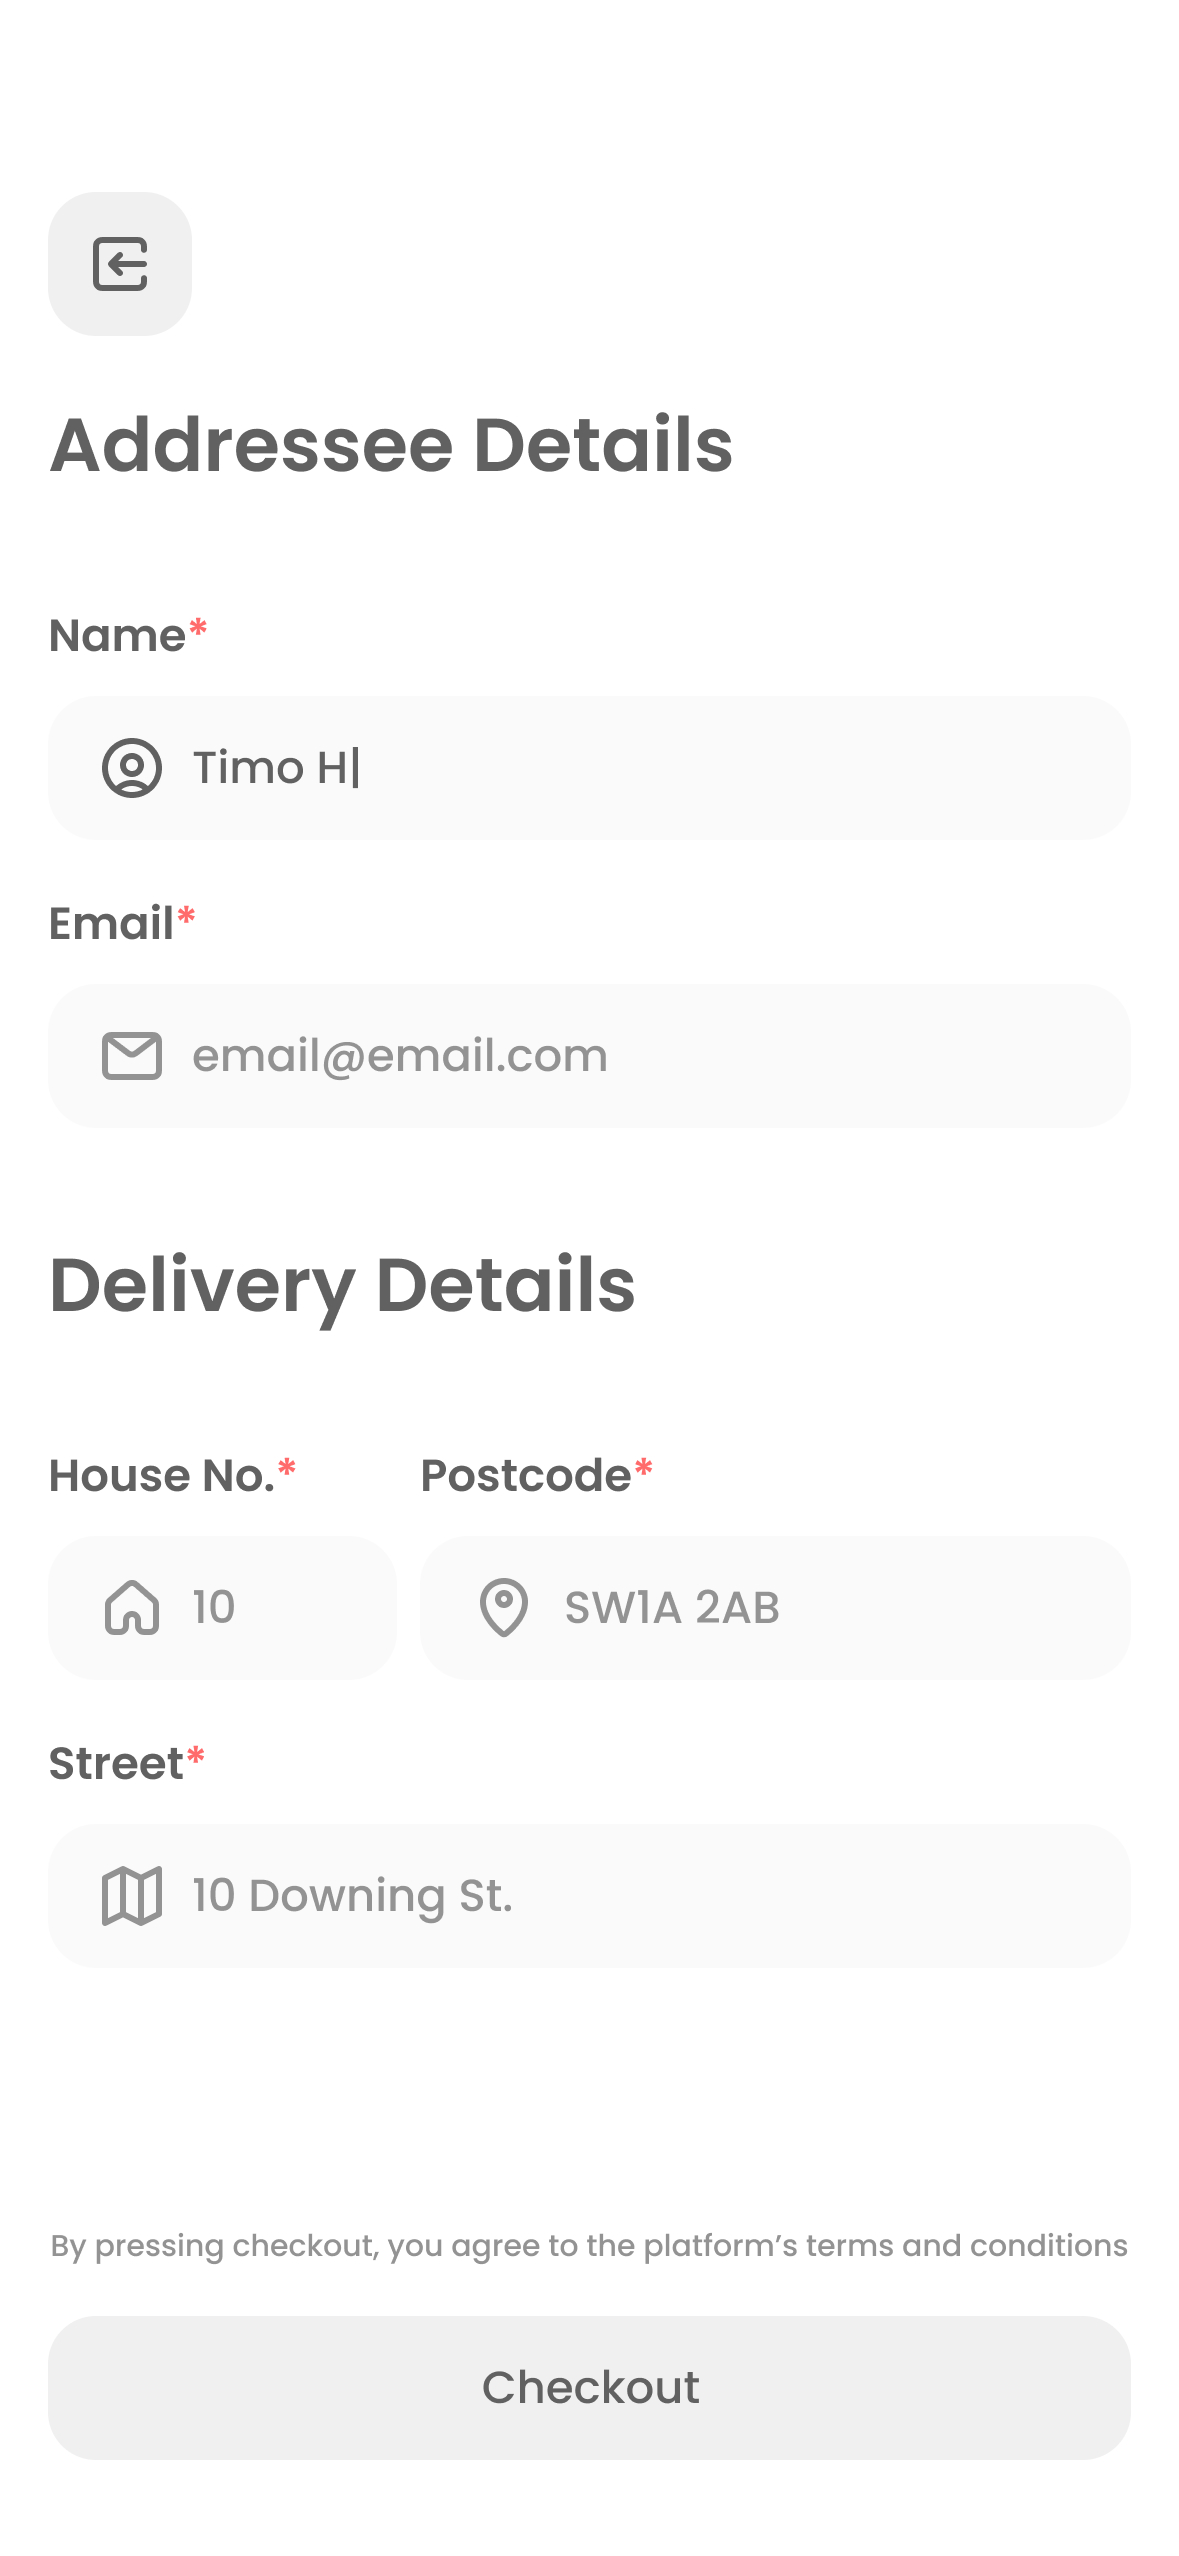 Addressee Details
Name*
Timo H
Email*
email@email.com
Delivery Details
House No.* Postcode*
10 SW1A 2AB
Street*
10 Downing St.
By pressing checkout, you agree to the platform’s terms and conditions
Checkout